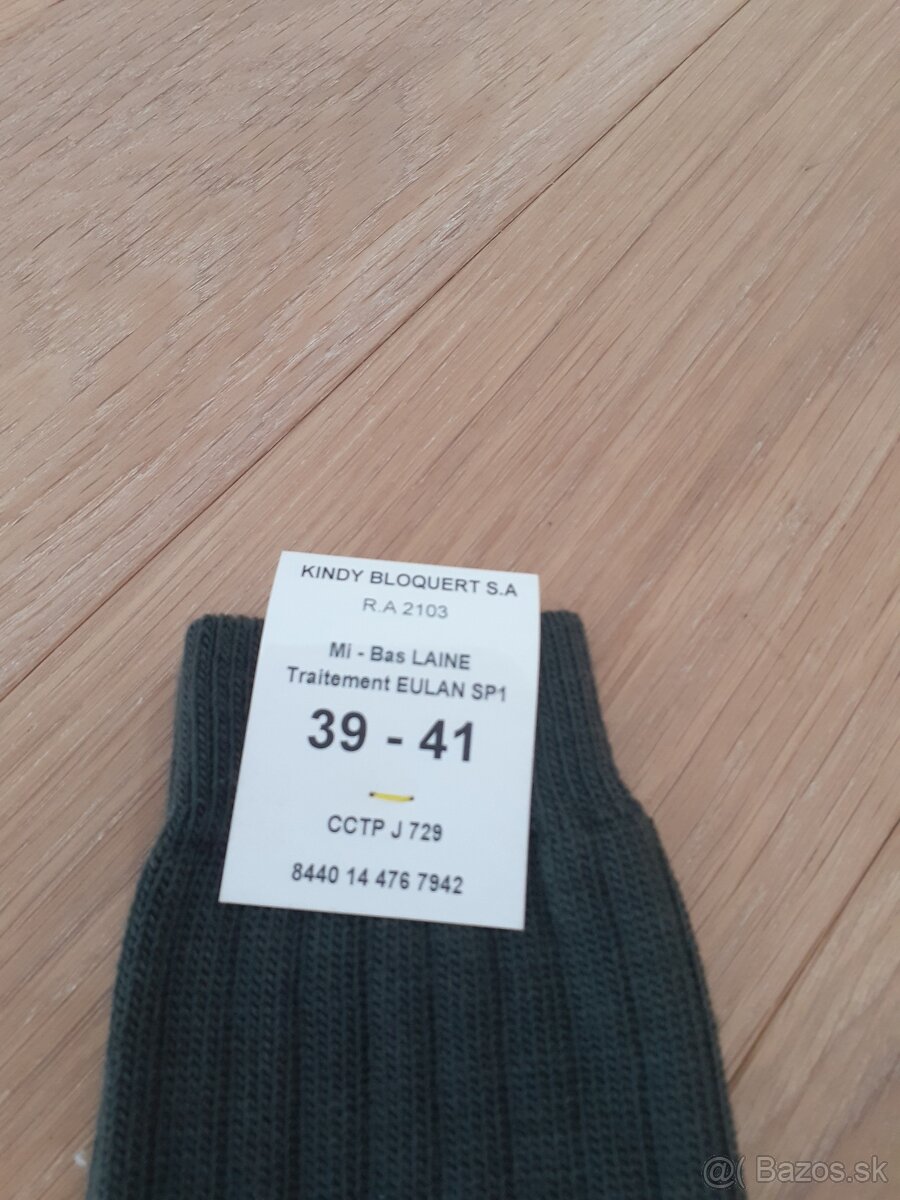 KINDY BLOQUERT S.A
R.A 2103
Mi - Bas LAINE
Traitement EULAN SP1
39 - 41
CCTP J 729
8440 14 476 7942
@( Bazos.sk